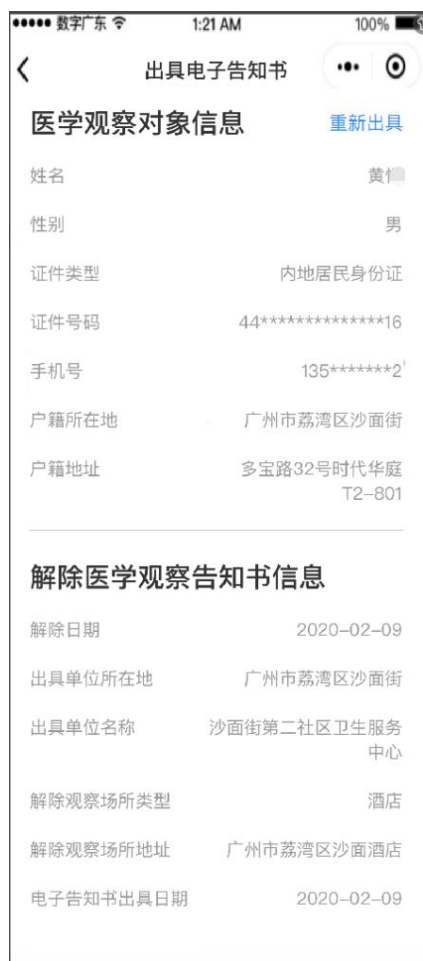 数字广东 1:21 AM 100%
出具电子告知书
医学观察对象信息 重新出具
姓名 黄
性别 男
证件类型 内地居民身份证
证件号码 44**************16
手机号 135*******2
户籍所在地 广州市荔湾区沙面街
户籍地址 多宝路32号时代华庭
T2-801
解除医学观察告知书信息
解除日期 2020-02-09
出具单位所在地 广州市荔湾区沙面街
出具单位名称 沙面街第二社区卫生服务
中心
解除观察场所类型 酒店
解除观察场所地址 广州市荔湾区沙面酒店
电子告知书出具日期 2020-02-09